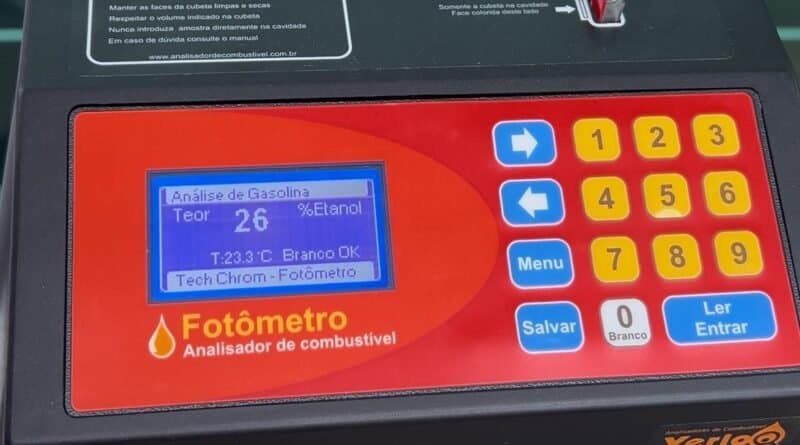 Manter as faces da cubeta limpas e secas
Respeitar o volume indicado na cubeta
Nunca introduza amostra diretamente na cavidade
Em caso de dúvida consulte o manual
www.analisadordecombustivel.com.br
Somente a cubeta na cavidade
Face colorida deste lado
Análise de Gasolina
Teor 26 %Etanol
T:23.3 °C Branco OK
Tech Chrom - Fotômetro
Fotômetro
Analisador de combustível
1 2 3
4 5 6
Menu 7 8 9
Salvar 0 Branco Ler Entrar
Analisadores de Combustíveis